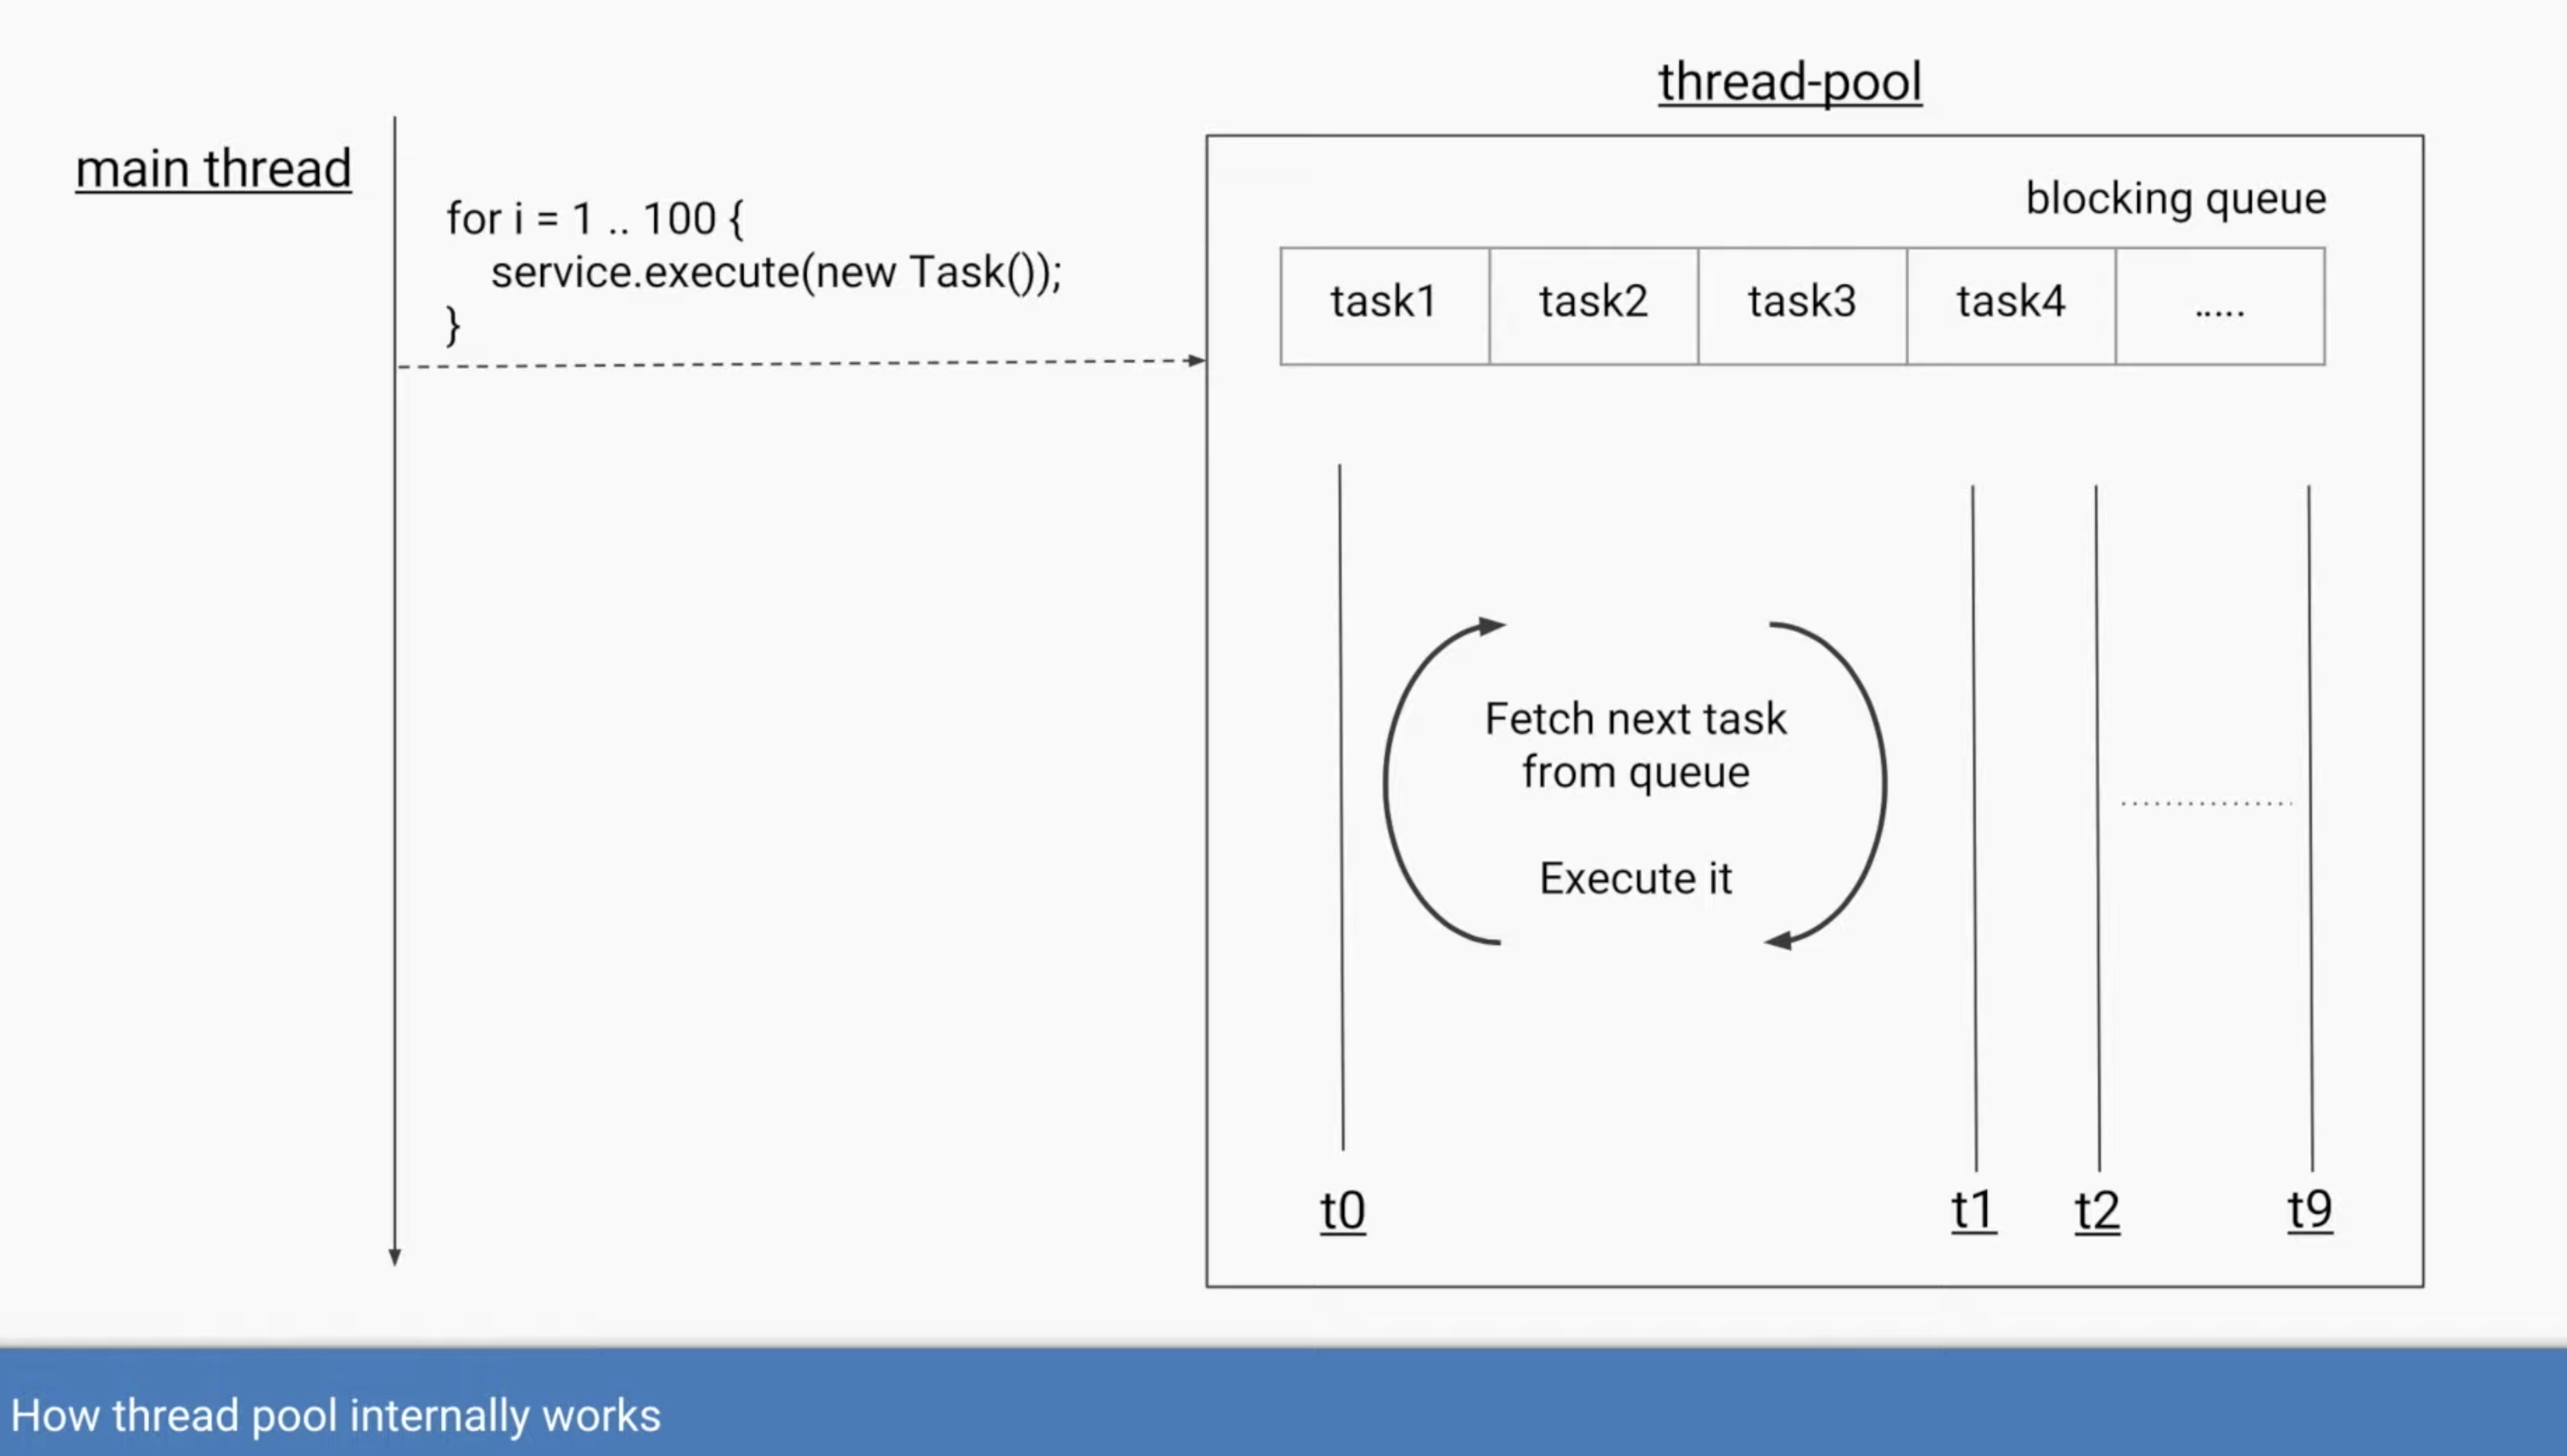 thread-pool
main thread
for i = 1 .. 100 {
service.execute(new Task());
}
blocking queue
task1 task2 task3 task4 .....
Fetch next task
from queue
Execute it
t0 t1 t2 t9
How thread pool internally works